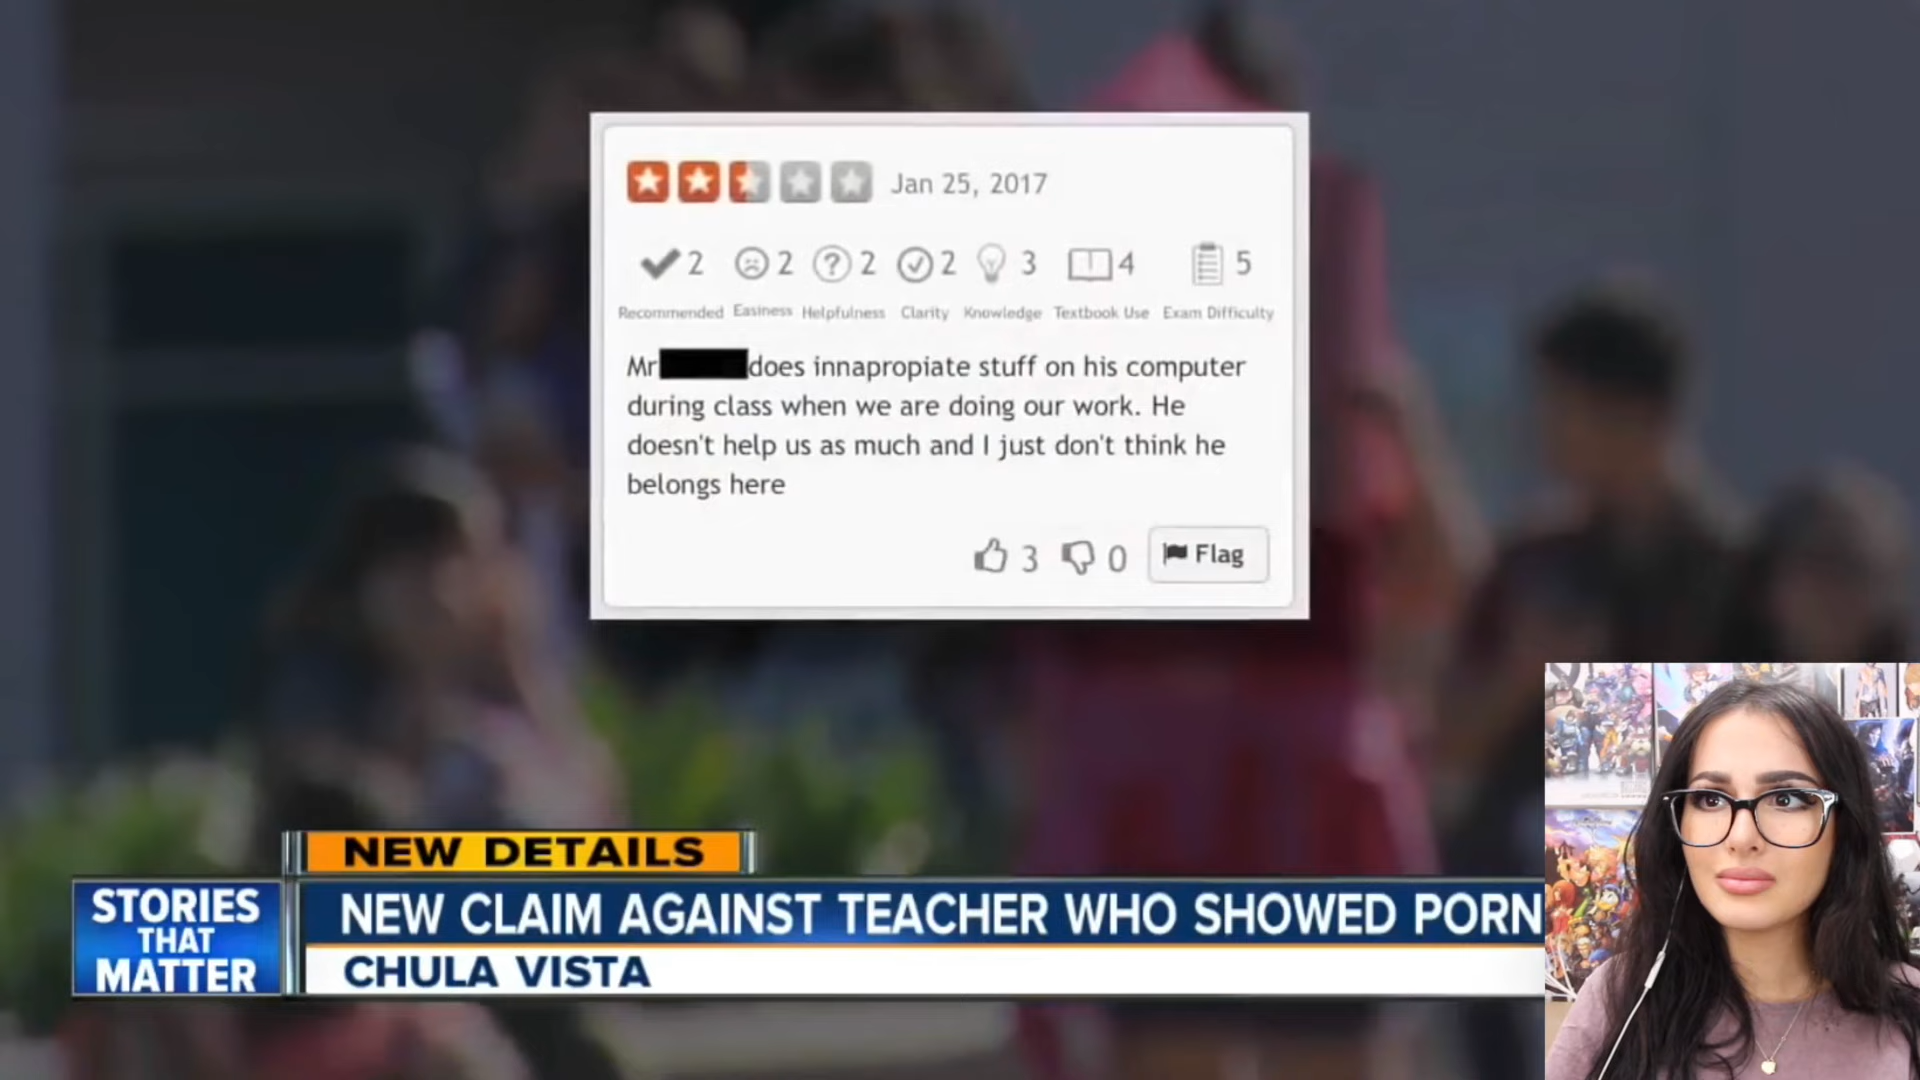 Jan 25, 2017
2 2 2 2 3 4 5
Recommended Easiness Helpfulness Clarity Knowledge Textbook Use Exam Difficulty
Mr does innapropiate stuff on his computer
during class when we are doing our work. He
doesn't help us as much and I just don't think he
belongs here
3 0 Flag
NEW DETAILS
STORIES
THAT
MATTER
NEW CLAIM AGAINST TEACHER WHO SHOWED PORN
CHULA VISTA